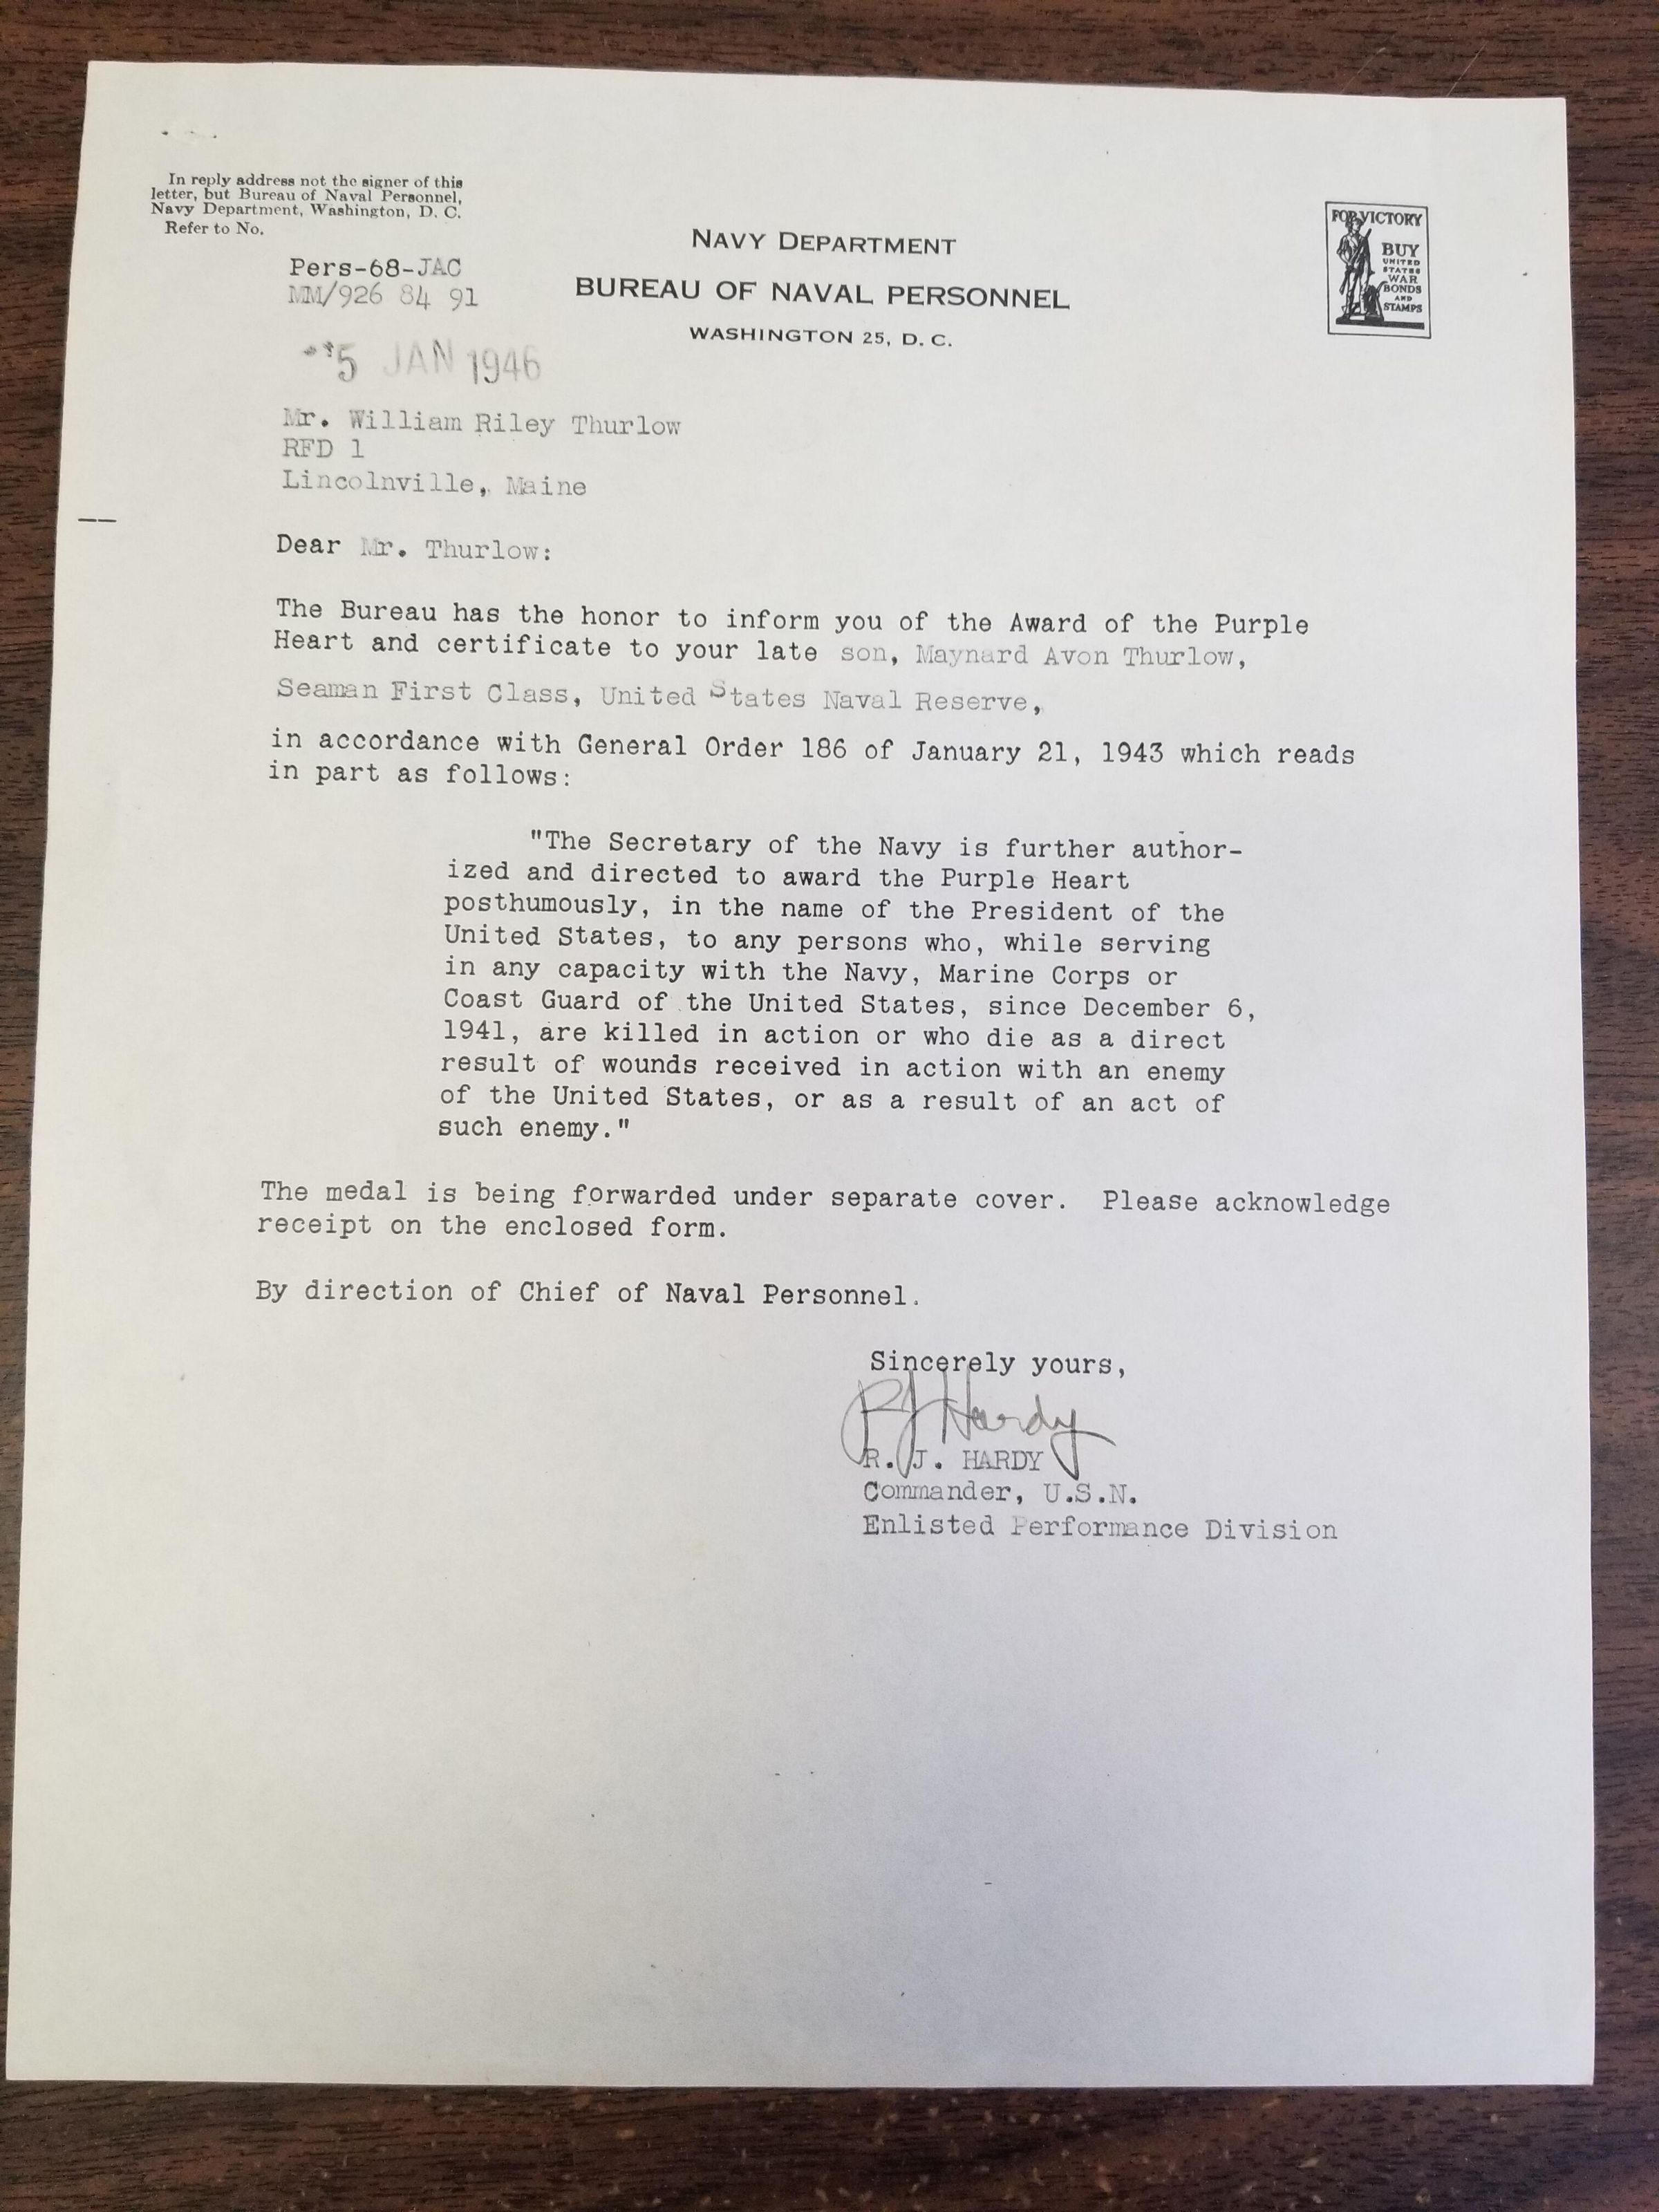 In reply address not the signer of this
letter, but Bureau of Naval Personnel,
Navy Department, Washington, D. C.
Refer to No.
Pers-68-JAC
MM/926 84 91
5 JAN 1946
NAVY DEPARTMENT
BUREAU OF NAVAL PERSONNEL
WASHINGTON 25, D. C.
FOR VICTORY
BUY
UNITED
STATES
WAR
BONDS
AND
STAMPS
Mr. William Riley Thurlow
RFD 1
Lincolnville, Maine
Dear Mr. Thurlow:
The Bureau has the honor to inform you of the Award of the Purple
Heart and certificate to your late son, Maynard Avon Thurlow,
Seaman First Class, United States Naval Reserve,
in accordance with General Order 186 of January 21, 1943 which reads
in part as follows:
"The Secretary of the Navy is further author-
ized and directed to award the Purple Heart
posthumously, in the name of the President of the
United States, to any persons who, while serving
in any capacity with the Navy, Marine Corps or
Coast Guard of the United States, since December 6,
1941, are killed in action or who die as a direct
result of wounds received in action with an enemy
of the United States, or as a result of an act of
such enemy."
The medal is being forwarded under separate cover. Please acknowledge
receipt on the enclosed form.
By direction of Chief of Naval Personnel.
Sincerely yours,
RJ Hardy
R. J. HARDY
Commander, U.S.N.
Enlisted Performance Division